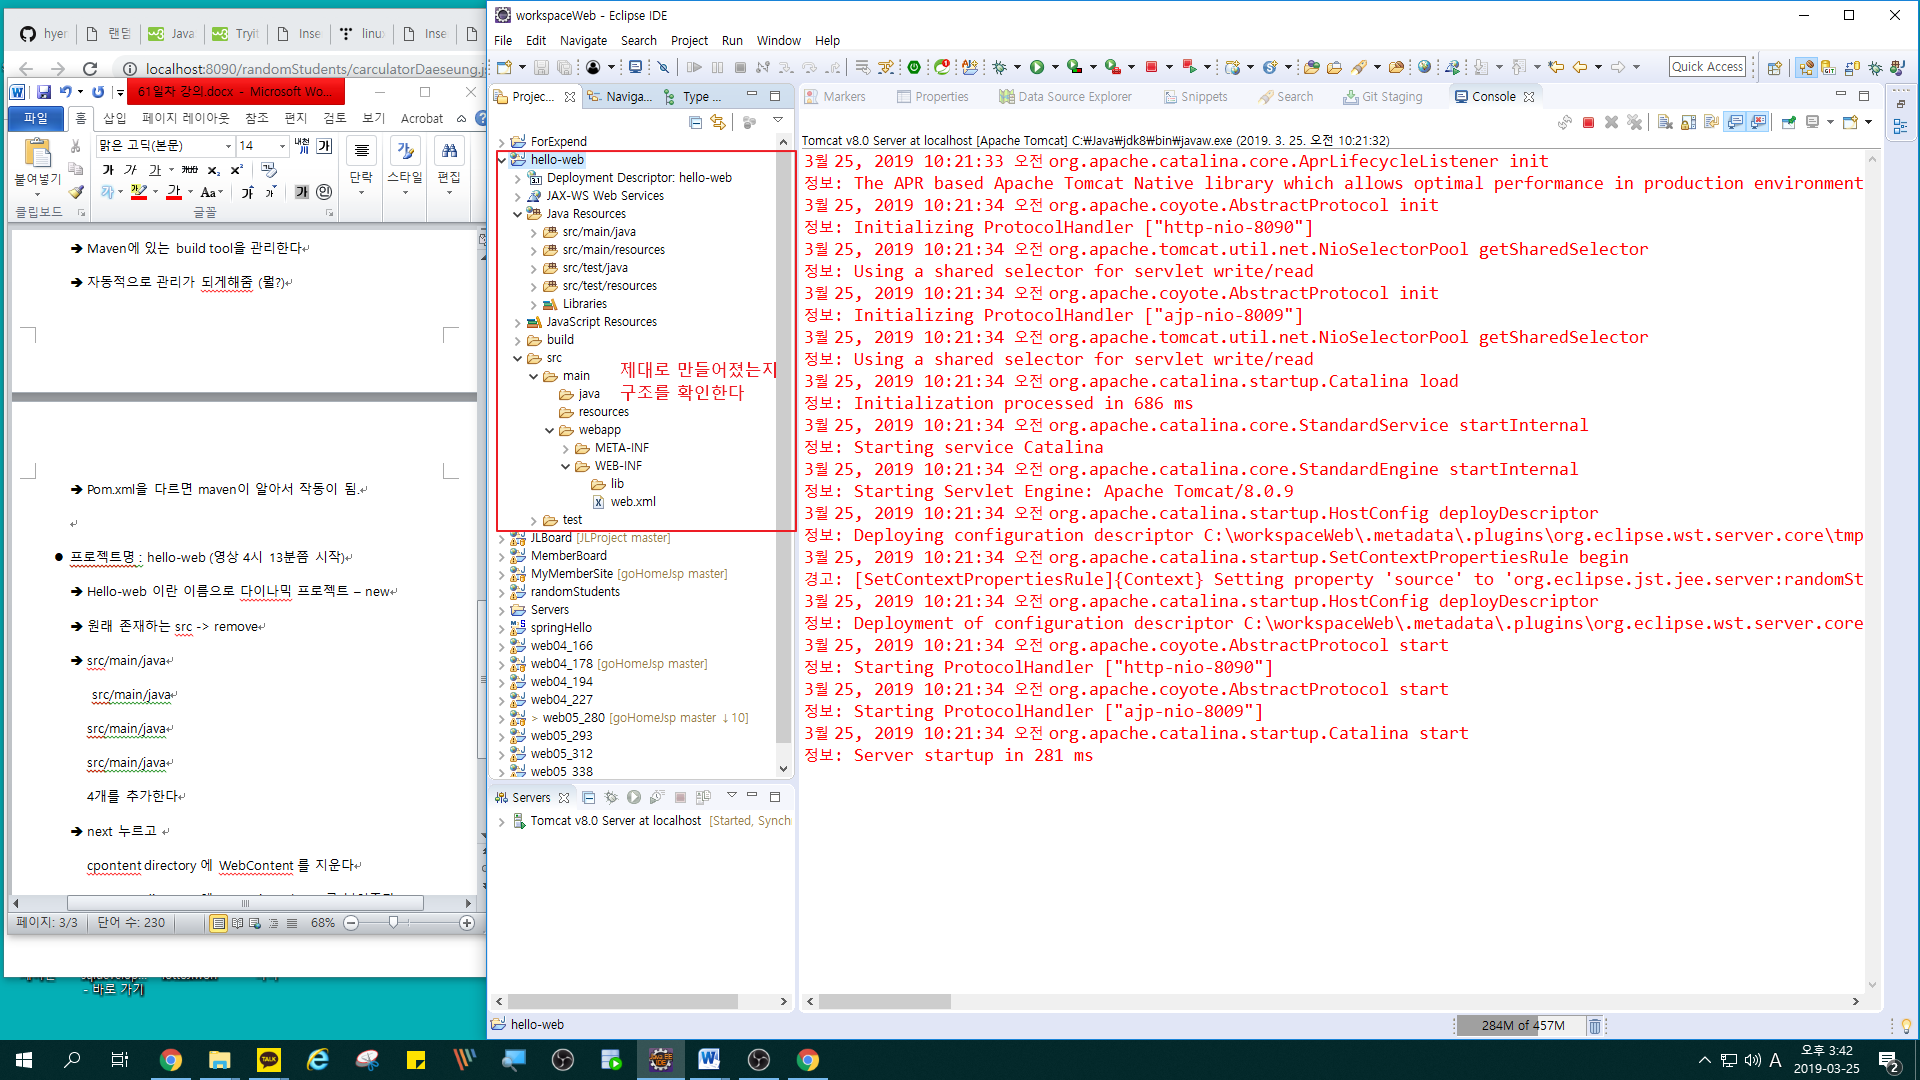 hyer
랜덤
Java
Tryit
Inse
linux
Inse
localhost:8090/randomStudents/carculatorDaeseung.js
61일차 강의.docx - Microsoft Wo...
파일
홈
삽입
페이지 레이아웃
참조
편지
검토
보기
Acrobat
맑은 고딕(본문)
14
붙여넣기
단락
스타일
편집
클립보드
글꼴
Maven에 있는 build tool을 관리한다
자동적으로 관리가 되게해줌 (뭘?)
Pom.xml을 다르면 maven이 알아서 작동이 됨.
프로젝트명 : hello-web (영상 4시 13분쯤 시작)
Hello-web 이란 이름으로 다이나믹 프로젝트 – new
원래 존재하는 src -> remove
src/main/java
src/main/java
src/main/java
src/main/java
4개를 추가한다
next 누르고
cpontent directory 에 WebContent 를 지운다
페이지: 3/3
단어 수: 230
68%
- 바로 가기
workspaceWeb - Eclipse IDE
File Edit Navigate Search Project Run Window Help
Quick Access
Projec...
Naviga...
Type ...
ForExpend
hello-web
Deployment Descriptor: hello-web
JAX-WS Web Services
Java Resources
src/main/java
src/main/resources
src/test/java
src/test/resources
Libraries
JavaScript Resources
build
src
main
java
resources
webapp
META-INF
WEB-INF
lib
web.xml
test
제대로 만들어졌는지
구조를 확인한다
JLBoard [JLProject master]
MemberBoard
MyMemberSite [goHomeJsp master]
randomStudents
Servers
springHello
web04_166
web04_178 [goHomeJsp master]
web04_194
web04_227
> web05_280 [goHomeJsp master ↓10]
web05_293
web05_312
web05_338
Servers
Tomcat v8.0 Server at localhost [Started, Synch
hello-web
Markers
Properties
Data Source Explorer
Snippets
Search
Git Staging
Console
Tomcat v8.0 Server at localhost [Apache Tomcat] C:₩Java₩jdk8₩bin₩javaw.exe (2019. 3. 25. 오전 10:21:32)
3월 25, 2019 10:21:33 오전 org.apache.catalina.core.AprLifecycleListener init
정보: The APR based Apache Tomcat Native library which allows optimal performance in production environment
3월 25, 2019 10:21:34 오전 org.apache.coyote.AbstractProtocol init
정보: Initializing ProtocolHandler ["http-nio-8090"]
3월 25, 2019 10:21:34 오전 org.apache.tomcat.util.net.NioSelectorPool getSharedSelector
정보: Using a shared selector for servlet write/read
3월 25, 2019 10:21:34 오전 org.apache.coyote.AbstractProtocol init
정보: Initializing ProtocolHandler ["ajp-nio-8009"]
3월 25, 2019 10:21:34 오전 org.apache.tomcat.util.net.NioSelectorPool getSharedSelector
정보: Using a shared selector for servlet write/read
3월 25, 2019 10:21:34 오전 org.apache.catalina.startup.Catalina load
정보: Initialization processed in 686 ms
3월 25, 2019 10:21:34 오전 org.apache.catalina.core.StandardService startInternal
정보: Starting service Catalina
3월 25, 2019 10:21:34 오전 org.apache.catalina.core.StandardEngine startInternal
정보: Starting Servlet Engine: Apache Tomcat/8.0.9
3월 25, 2019 10:21:34 오전 org.apache.catalina.startup.HostConfig deployDescriptor
정보: Deploying configuration descriptor C:\workspaceWeb\.metadata\.plugins\org.eclipse.wst.server.core\tmp
3월 25, 2019 10:21:34 오전 org.apache.catalina.startup.SetContextPropertiesRule begin
경고: [SetContextPropertiesRule]{Context} Setting property 'source' to 'org.eclipse.jst.jee.server:randomSt
3월 25, 2019 10:21:34 오전 org.apache.catalina.startup.HostConfig deployDescriptor
정보: Deployment of configuration descriptor C:\workspaceWeb\.metadata\.plugins\org.eclipse.wst.server.core
3월 25, 2019 10:21:34 오전 org.apache.coyote.AbstractProtocol start
정보: Starting ProtocolHandler ["http-nio-8090"]
3월 25, 2019 10:21:34 오전 org.apache.coyote.AbstractProtocol start
정보: Starting ProtocolHandler ["ajp-nio-8009"]
3월 25, 2019 10:21:34 오전 org.apache.catalina.startup.Catalina start
정보: Server startup in 281 ms
284M of 457M
A
오후 3:42
2019-03-25
2